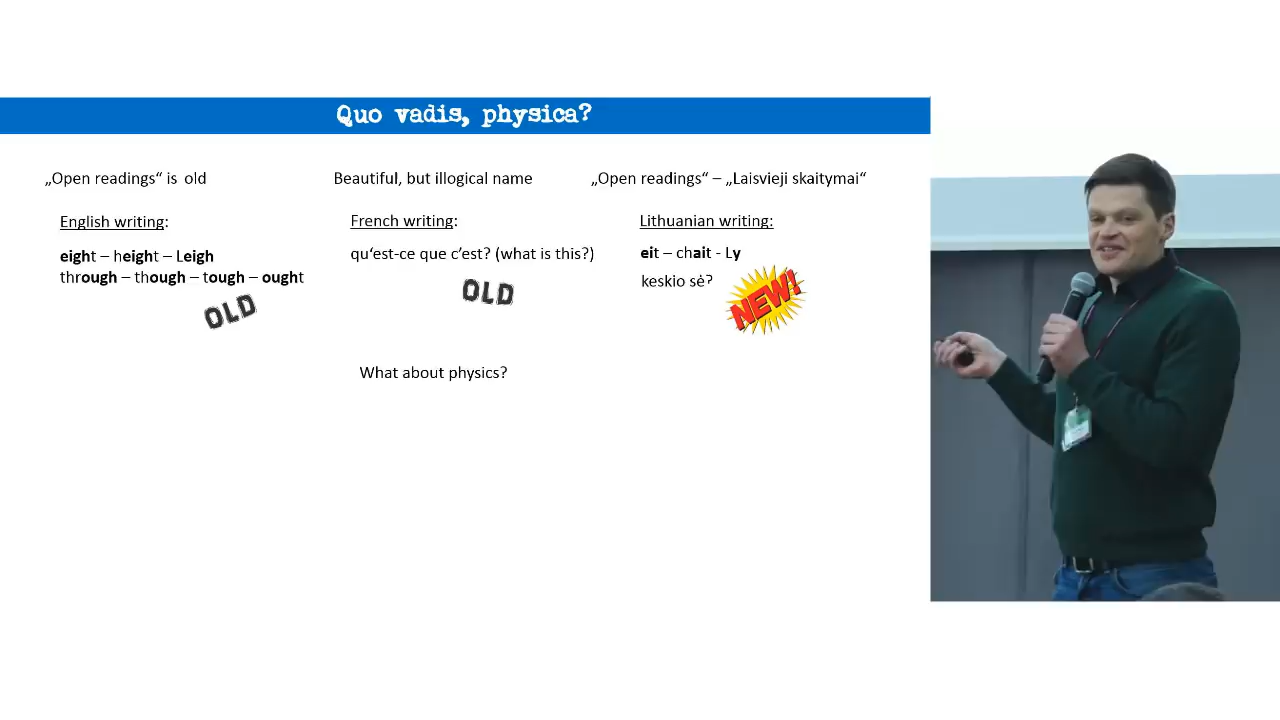 Quo vadis, physica?
„Open readings“ is old
Beautiful, but illogical name
„Open readings“ – „Laisvieji skaitymai“
English writing:
eight – height – Leigh
through – though – tough – ought
OLD
French writing:
qu‘est-ce que c’est? (what is this?)
OLD
Lithuanian writing:
eit – chait - Ly
keskio sė?
NEW!
What about physics?